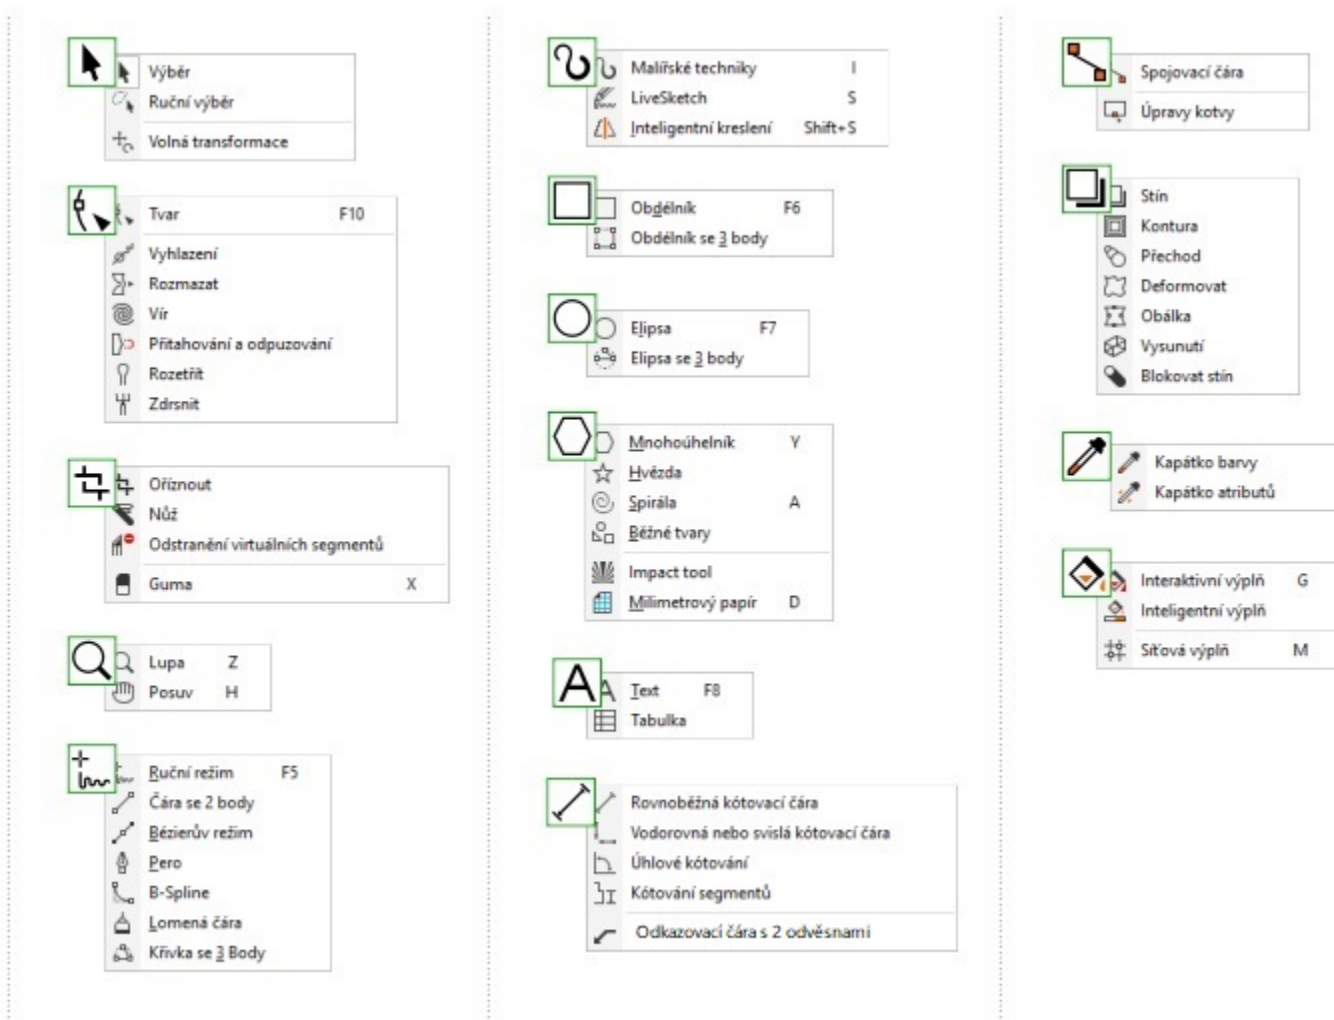 Výběr
Ruční výběr
Volná transformace
Tvar F10
Vyhlazení
Rozmazat
Vír
Přitahování a odpuzování
Rozetřít
Zdrsnit
Oříznout
Nůž
Odstranění virtuálních segmentů
Guma X
Lupa Z
Posuv H
Ruční režim F5
Čára se 2 body
Bézierův režim
Pero
B-Spline
Lomená čára
Křivka se 3 Body
Malířské techniky I
LiveSketch S
Inteligentní kreslení Shift+S
Obdélník F6
Obdélník se 3 body
Elipsa F7
Elipsa se 3 body
Mnohoúhelník Y
Hvězda
Spirála A
Běžné tvary
Impact tool
Milimetrový papír D
Text F8
Tabulka
Rovnoběžná kótovací čára
Vodorovná nebo svislá kótovací čára
Úhlové kótování
Kótování segmentů
Odkazovací čára s 2 odvěsnami
Spojovací čára
Úpravy kotvy
Stín
Kontura
Přechod
Deformovat
Obálka
Vysunutí
Blokovat stín
Kapátko barvy
Kapátko atributů
Interaktivní výplň G
Inteligentní výplň
Síťová výplň M